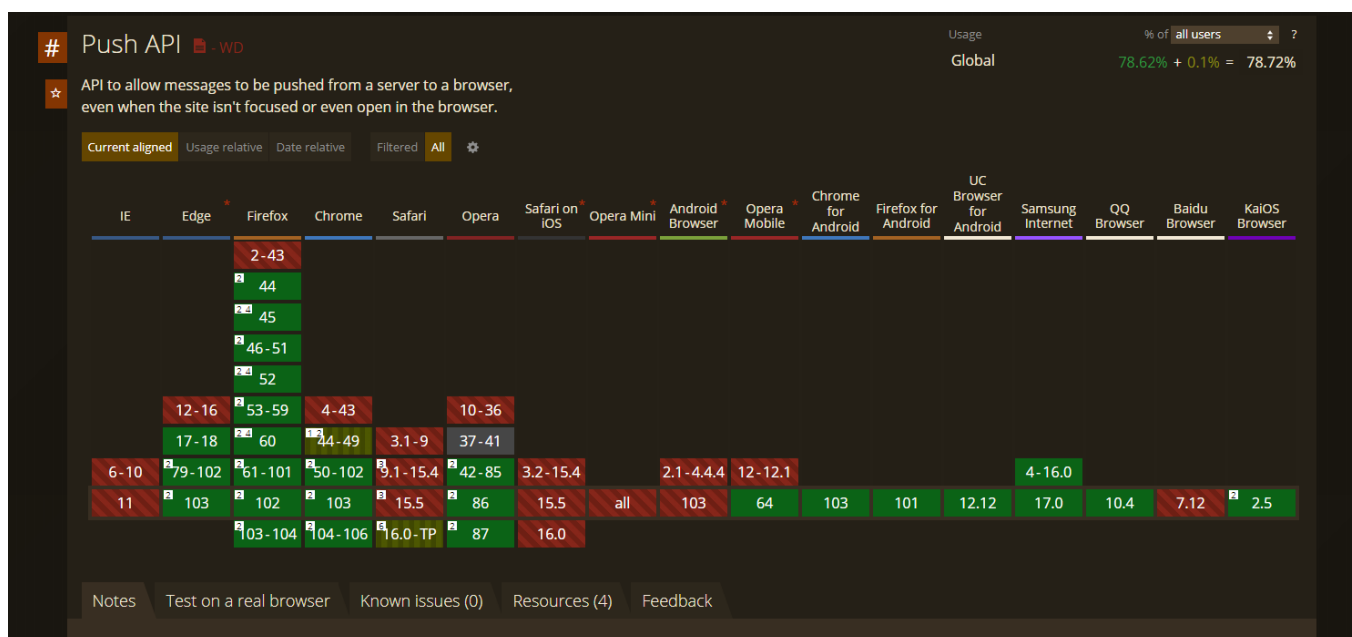 # Push API - WD
Usage % of all users ?
Global 78.62% + 0.1% = 78.72%
API to allow messages to be pushed from a server to a browser,
even when the site isn't focused or even open in the browser.
Current aligned Usage relative Date relative Filtered All
IE Edge * Firefox Chrome Safari Opera Safari on iOS * Opera Mini * Android Browser * Opera Mobile * Chrome for Android Firefox for Android UC Browser for Android Samsung Internet QQ Browser Baidu Browser KaiOS Browser
2-43
2 44
2 4 45
2 46-51
2 4 52
12-16 2 53-59 4-43 10-36
17-18 2 4 60 1 2 44-49 3.1-9 37-41
6-10 2 79-102 2 61-101 2 50-102 3 9.1-15.4 2 42-85 3.2-15.4 2.1-4.4.4 12-12.1 4-16.0
11 2 103 2 102 2 103 3 15.5 2 86 15.5 all 103 64 103 101 12.12 17.0 10.4 7.12 2 2.5
2 103-104 2 104-106 6 16.0-TP 2 87 16.0
Notes Test on a real browser Known issues (0) Resources (4) Feedback